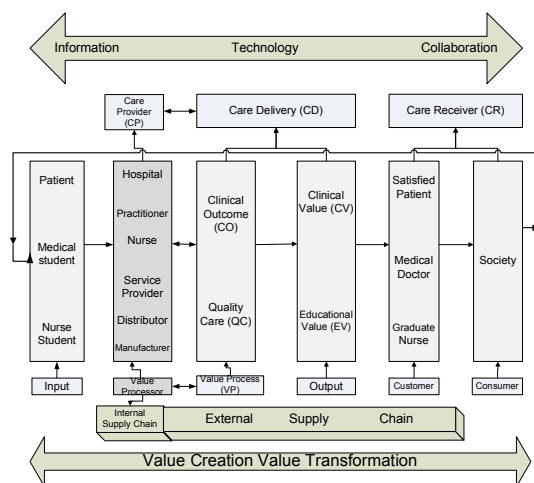 Information Technology Collaboration
Care
Provider
(CP)
Care Delivery (CD)
Care Receiver (CR)
Patient
Medical
student
Nurse
Student
Hospital
Practitioner
Nurse
Service
Provider
Distributor
Manufacturer
Clinical
Outcome
(CO)
Quality
Care (QC)
Clinical
Value (CV)
Educational
Value (EV)
Satisfied
Patient
Medical
Doctor
Graduate
Nurse
Society
Input
Value
Processor
Value Process
(VP)
Output
Customer
Consumer
Internal
Supply Chain
External Supply Chain
Value Creation Value Transformation